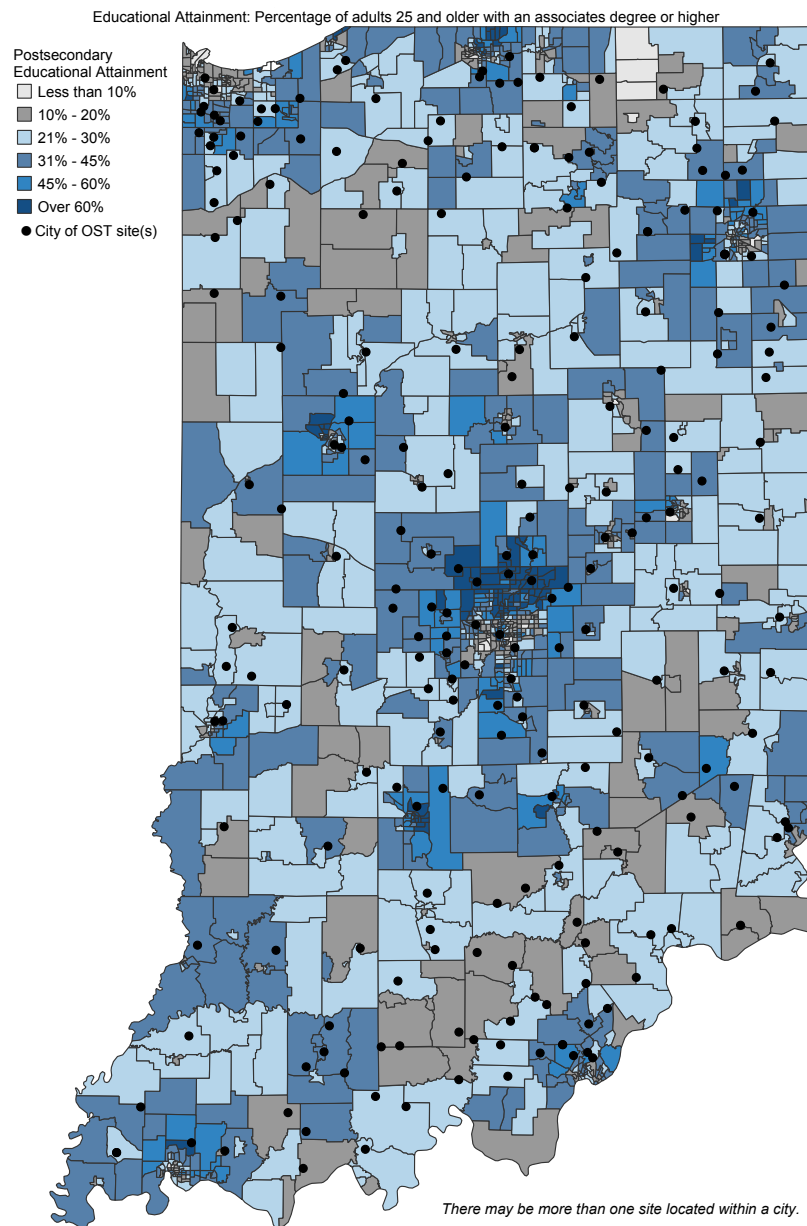 Educational Attainment: Percentage of adults 25 and older with an associates degree or higher
Postsecondary
Educational Attainment
Less than 10%
10% - 20%
21% - 30%
31% - 45%
45% - 60%
Over 60%
City of OST site(s)
There may be more than one site located within a city.